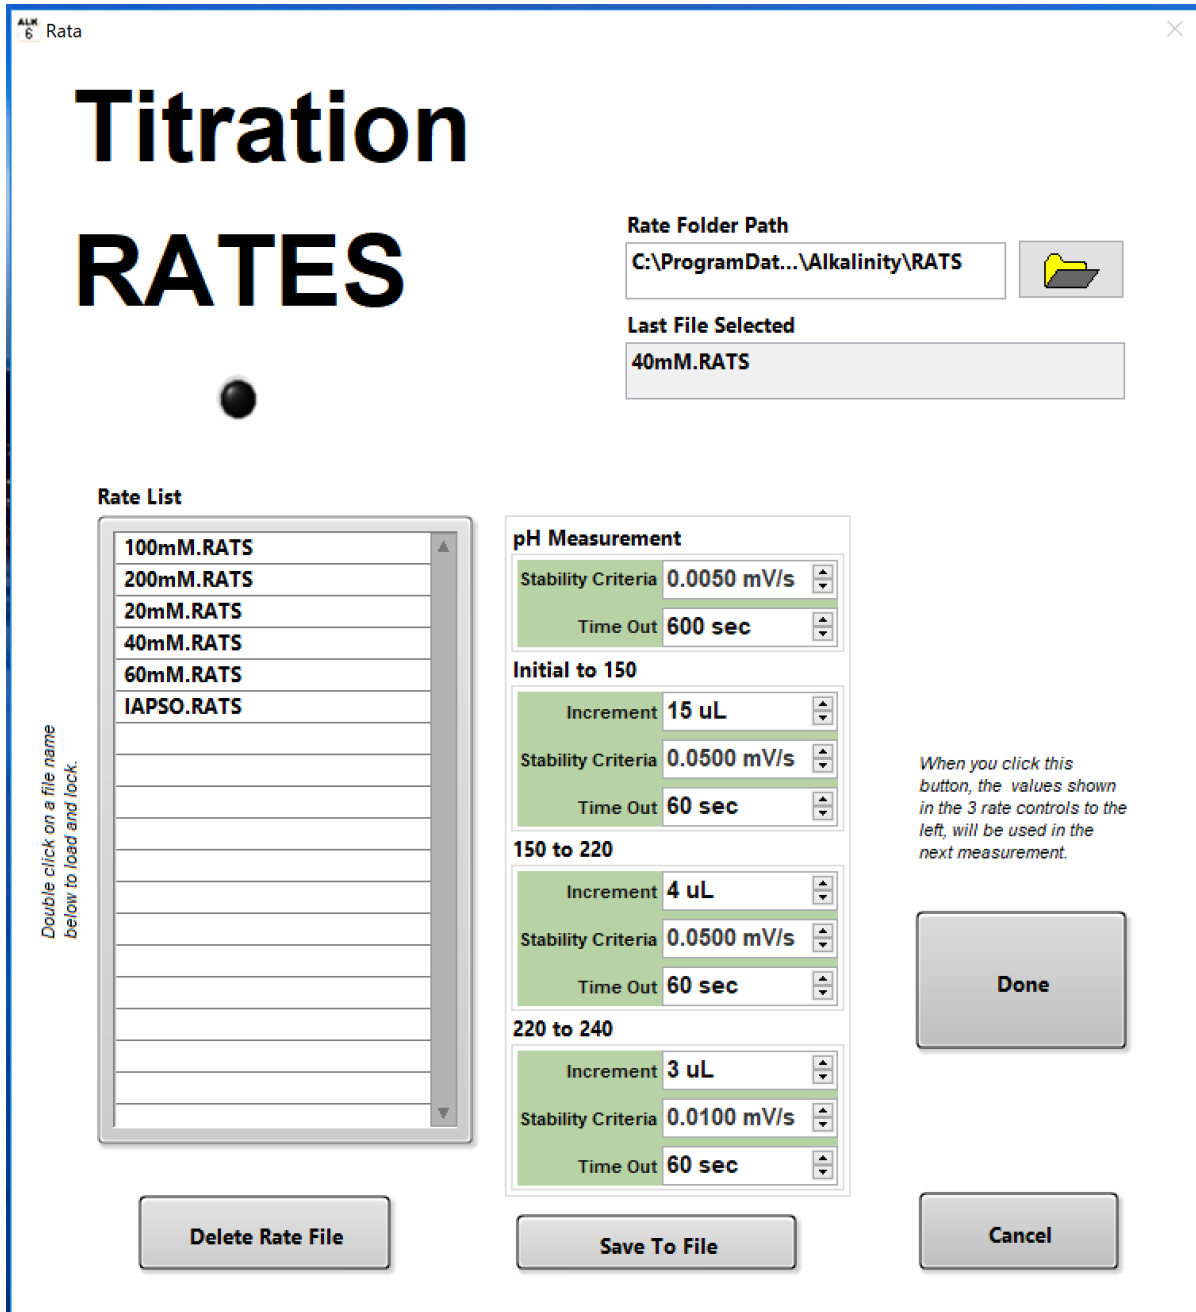 ALK
6
Rata
Titration
RATES
Rate Folder Path
C:\ProgramDat...\Alkalinity\RATS
Last File Selected
40mM.RATS
Rate List
100mM.RATS
200mM.RATS
20mM.RATS
40mM.RATS
60mM.RATS
IAPSO.RATS
Double click on a file name
below to load and lock.
pH Measurement
Stability Criteria 0.0050 mV/s
Time Out 600 sec
Initial to 150
Increment 15 uL
Stability Criteria 0.0500 mV/s
Time Out 60 sec
150 to 220
Increment 4 uL
Stability Criteria 0.0500 mV/s
Time Out 60 sec
220 to 240
Increment 3 uL
Stability Criteria 0.0100 mV/s
Time Out 60 sec
When you click this
button, the values shown
in the 3 rate controls to the
left, will be used in the
next measurement.
Done
Delete Rate File
Save To File
Cancel